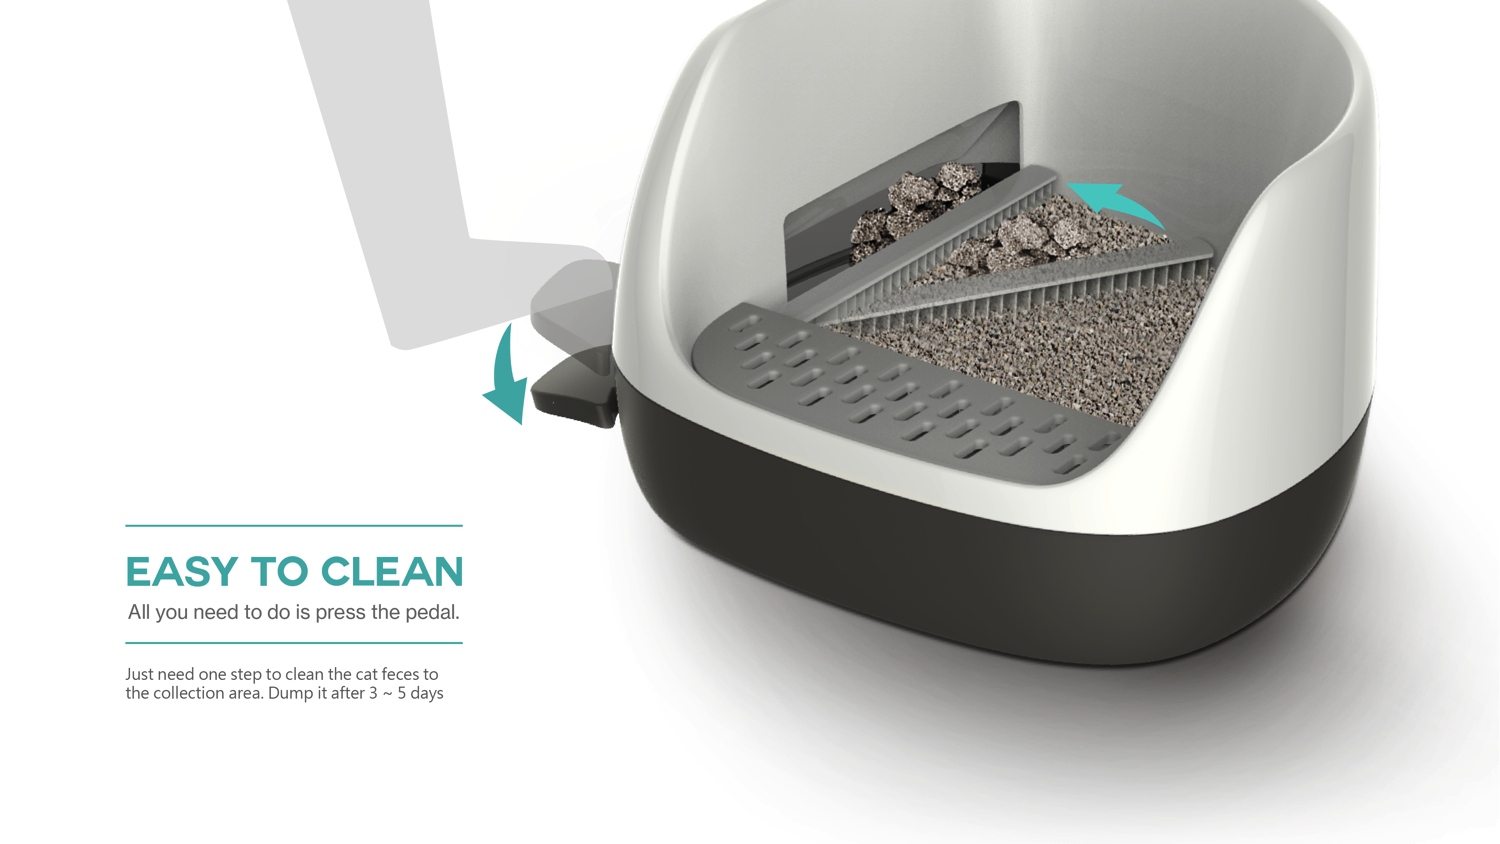 EASY TO CLEAN
All you need to do is press the pedal.
Just need one step to clean the cat feces to
the collection area. Dump it after 3 ~ 5 days